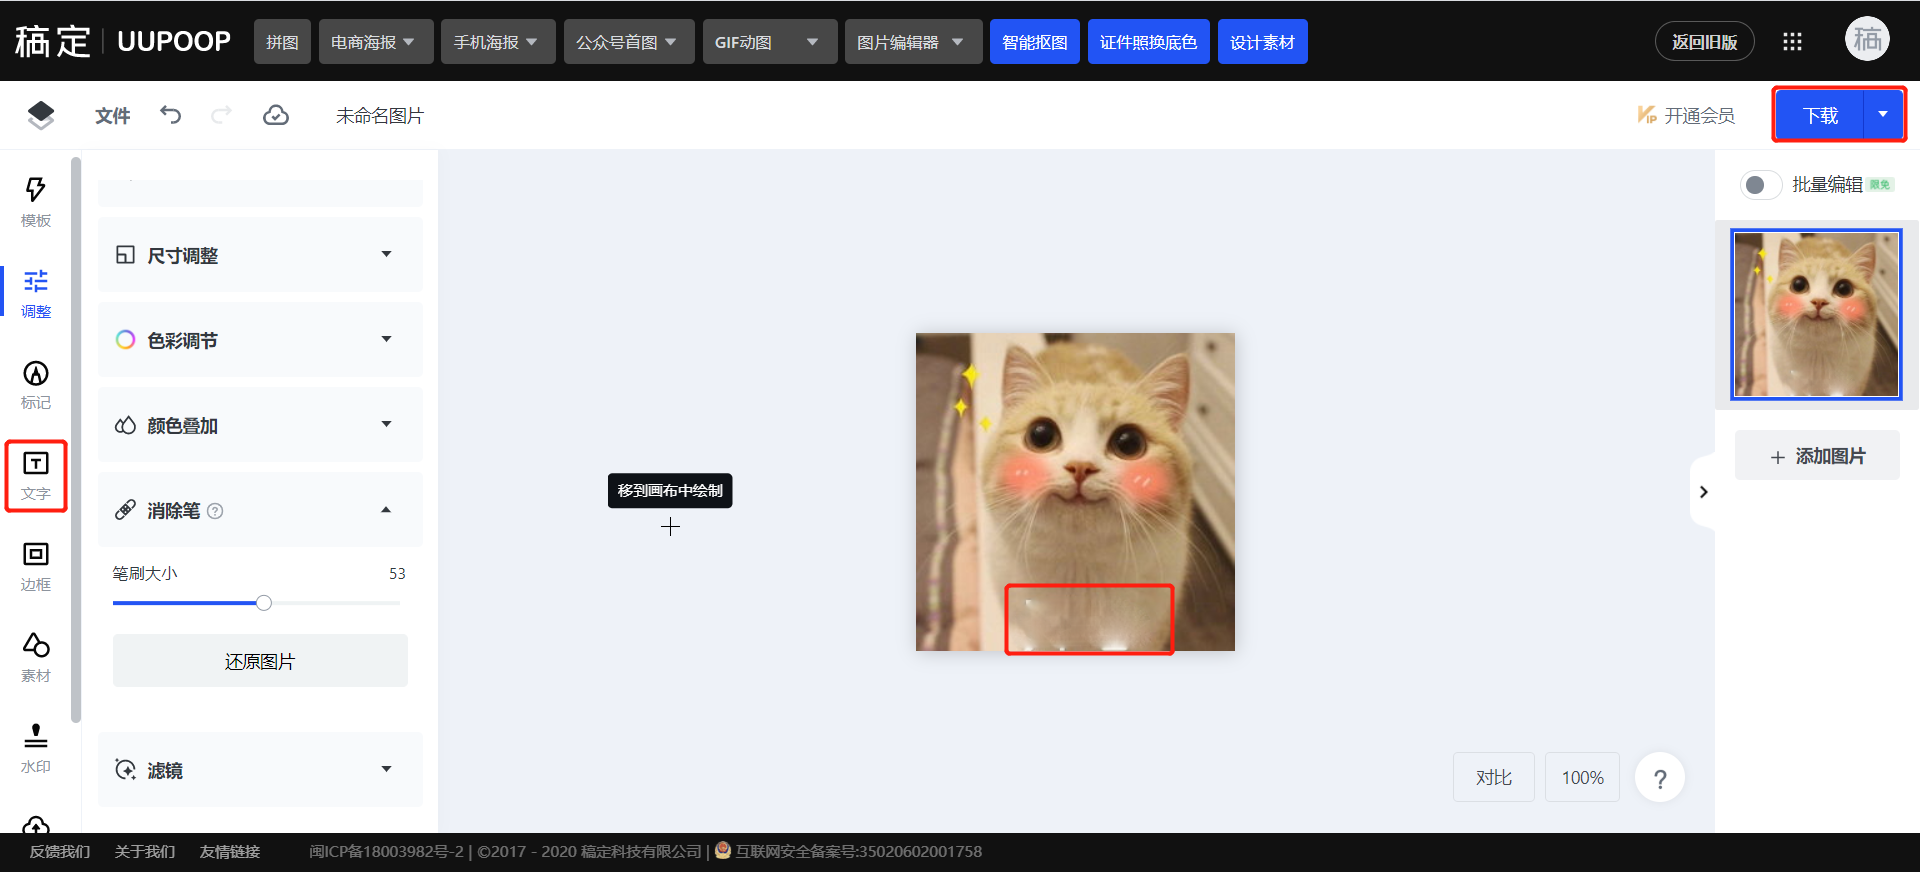 稿定 | UUPOOP
拼图
电商海报
手机海报
公众号首图
GIF动图
图片编辑器
智能抠图
证件照换底色
设计素材
返回旧版
稿
文件
未命名图片
VIP 开通会员
下载
模板
调整
标记
文字
边框
素材
水印
尺寸调整
色彩调节
颜色叠加
消除笔 ?
笔刷大小 53
还原图片
滤镜
移到画布中绘制
对比
100%
?
批量编辑 限免
+ 添加图片
反馈我们
关于我们
友情链接
闽ICP备18003982号-2 | ©2017 - 2020 稿定科技有限公司 | 互联网安全备案号:35020602001758